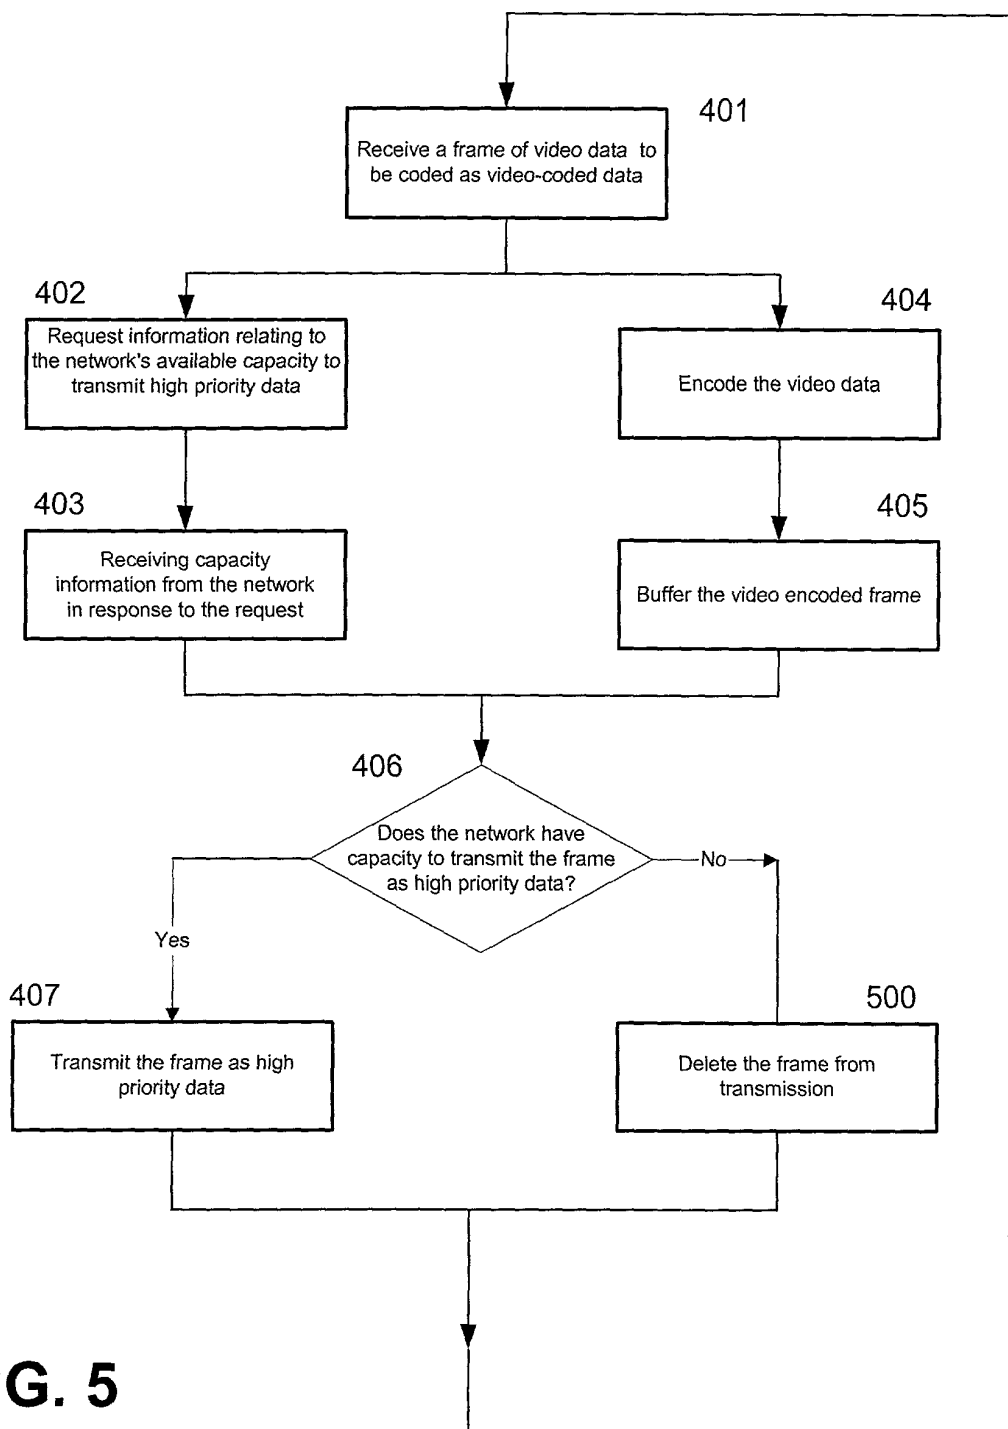 401
Receive a frame of video data to
be coded as video-coded data
402
Request information relating to
the network's available capacity to
transmit high priority data
404
Encode the video data
403
Receiving capacity
information from the network
in response to the request
405
Buffer the video encoded frame
406
Does the network have
capacity to transmit the frame
as high priority data?
No
Yes
407
Transmit the frame as high
priority data
500
Delete the frame from
transmission
G. 5